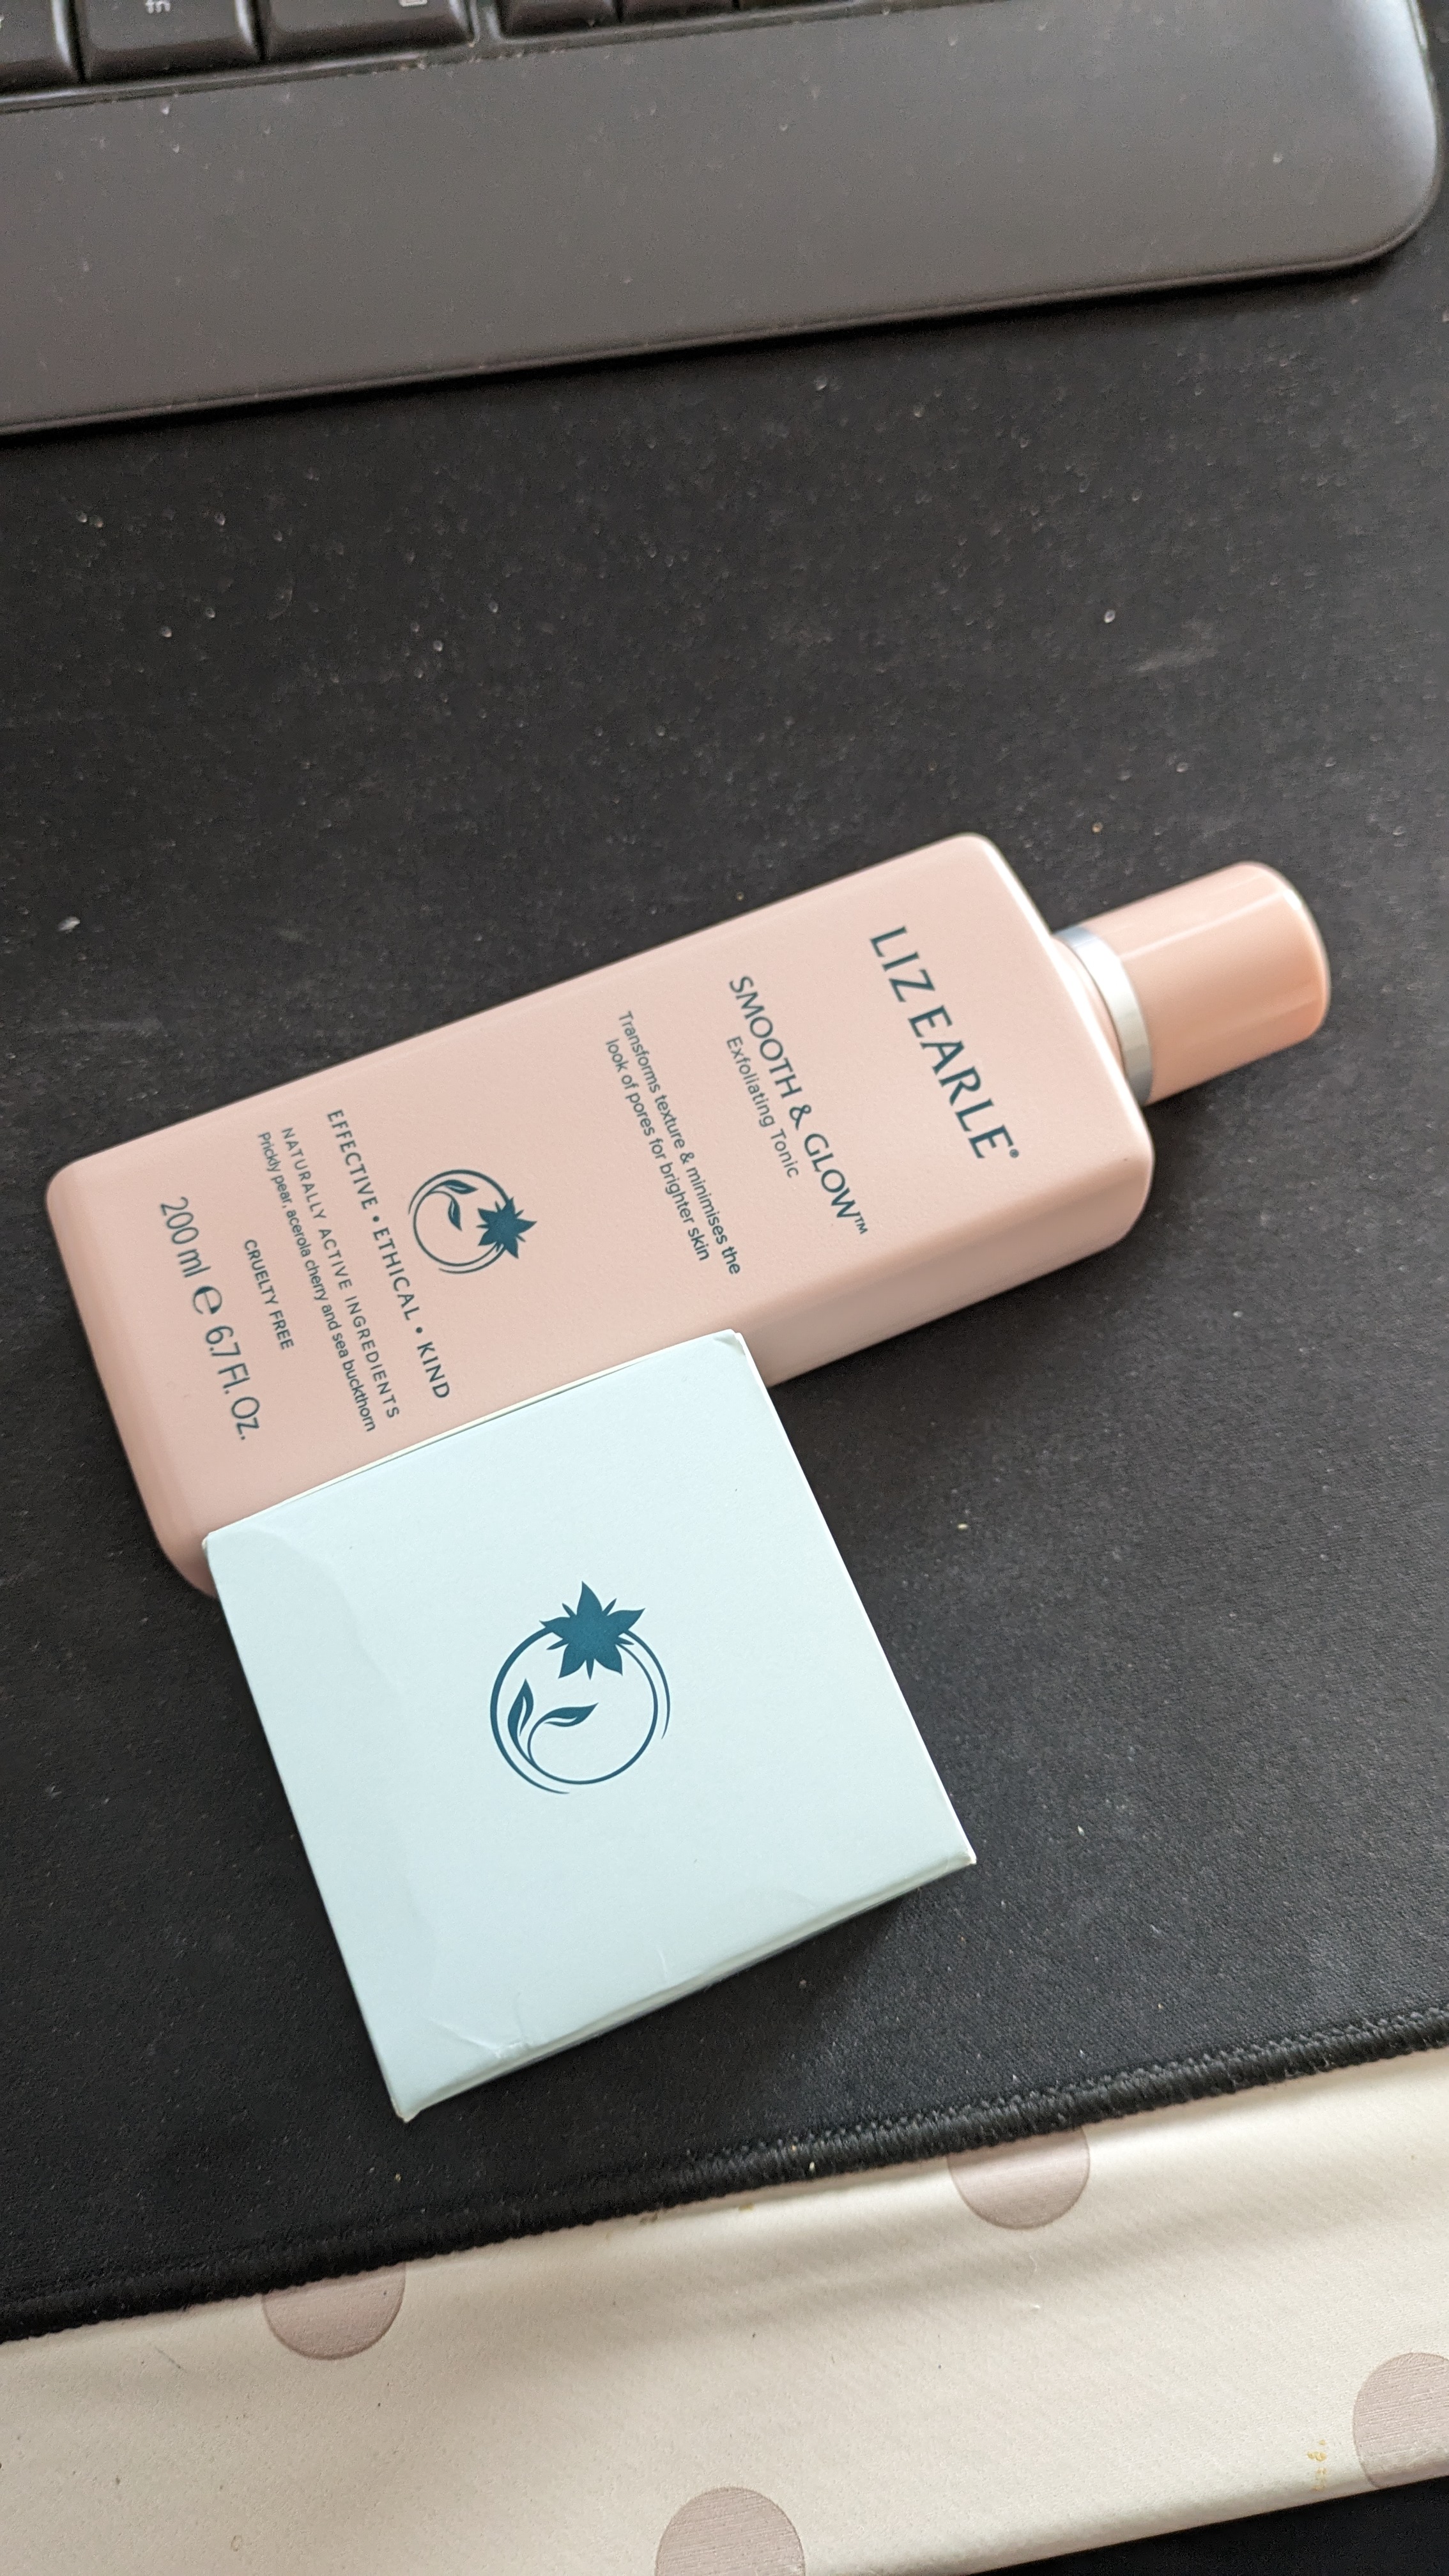 LIZ EARLE®
SMOOTH & GLOW™
Exfoliating Tonic
Transforms texture & minimises the
look of pores for brighter skin
EFFECTIVE • ETHICAL • KIND
NATURALLY ACTIVE INGREDIENTS
Prickly pear, acerola cherry and sea buckthorn
CRUELTY FREE
200 ml ℮ 6.7 Fl. Oz.